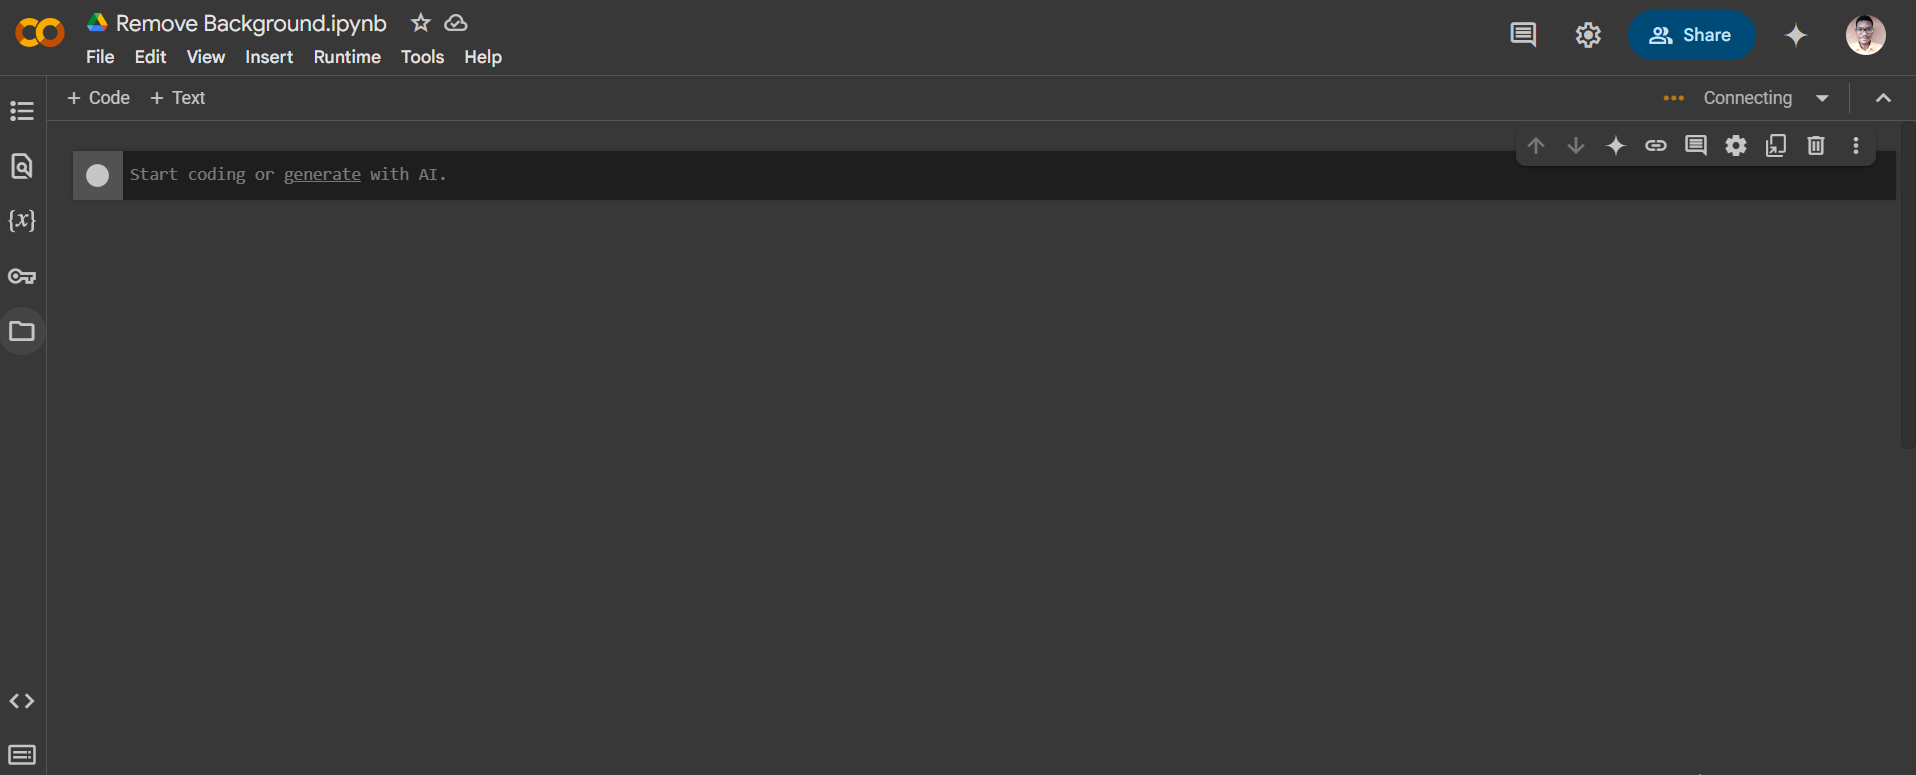 Remove Background.ipynb
File Edit View Insert Runtime Tools Help
Share
+ Code + Text
Connecting
{x}
Start coding or generate with AI.